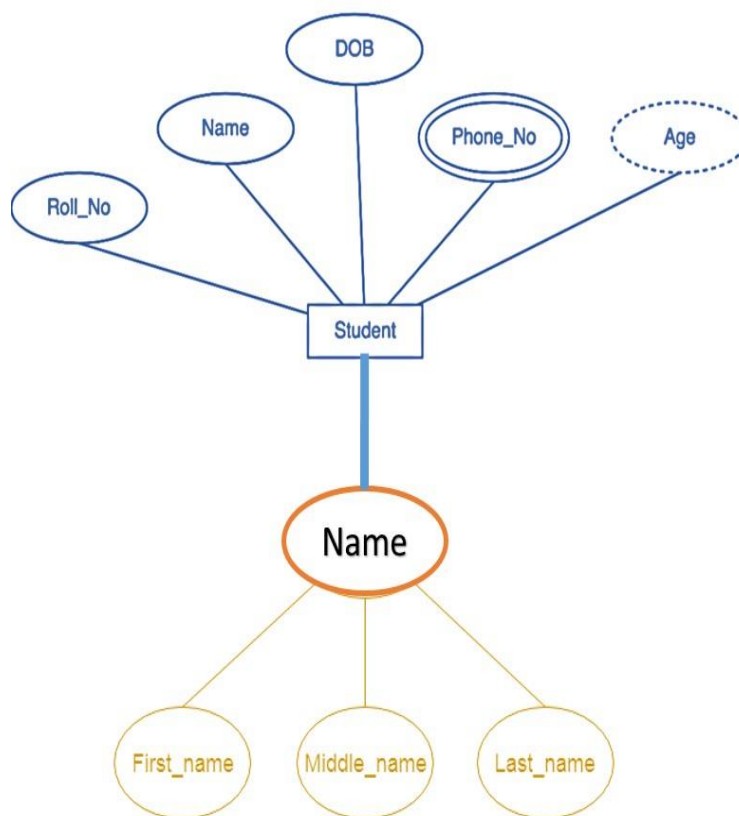 DOB
Name
Phone_No
Age
Roll_No
Student
Name
First_name
Middle_name
Last_name